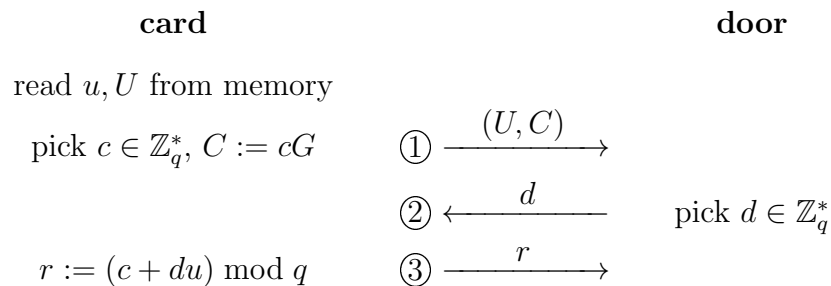 card door
read u, U from memory
pick c ∈ ℤ*_q, C := cG ① (U, C)
② d pick d ∈ ℤ*_q
r := (c + du) mod q ③ r